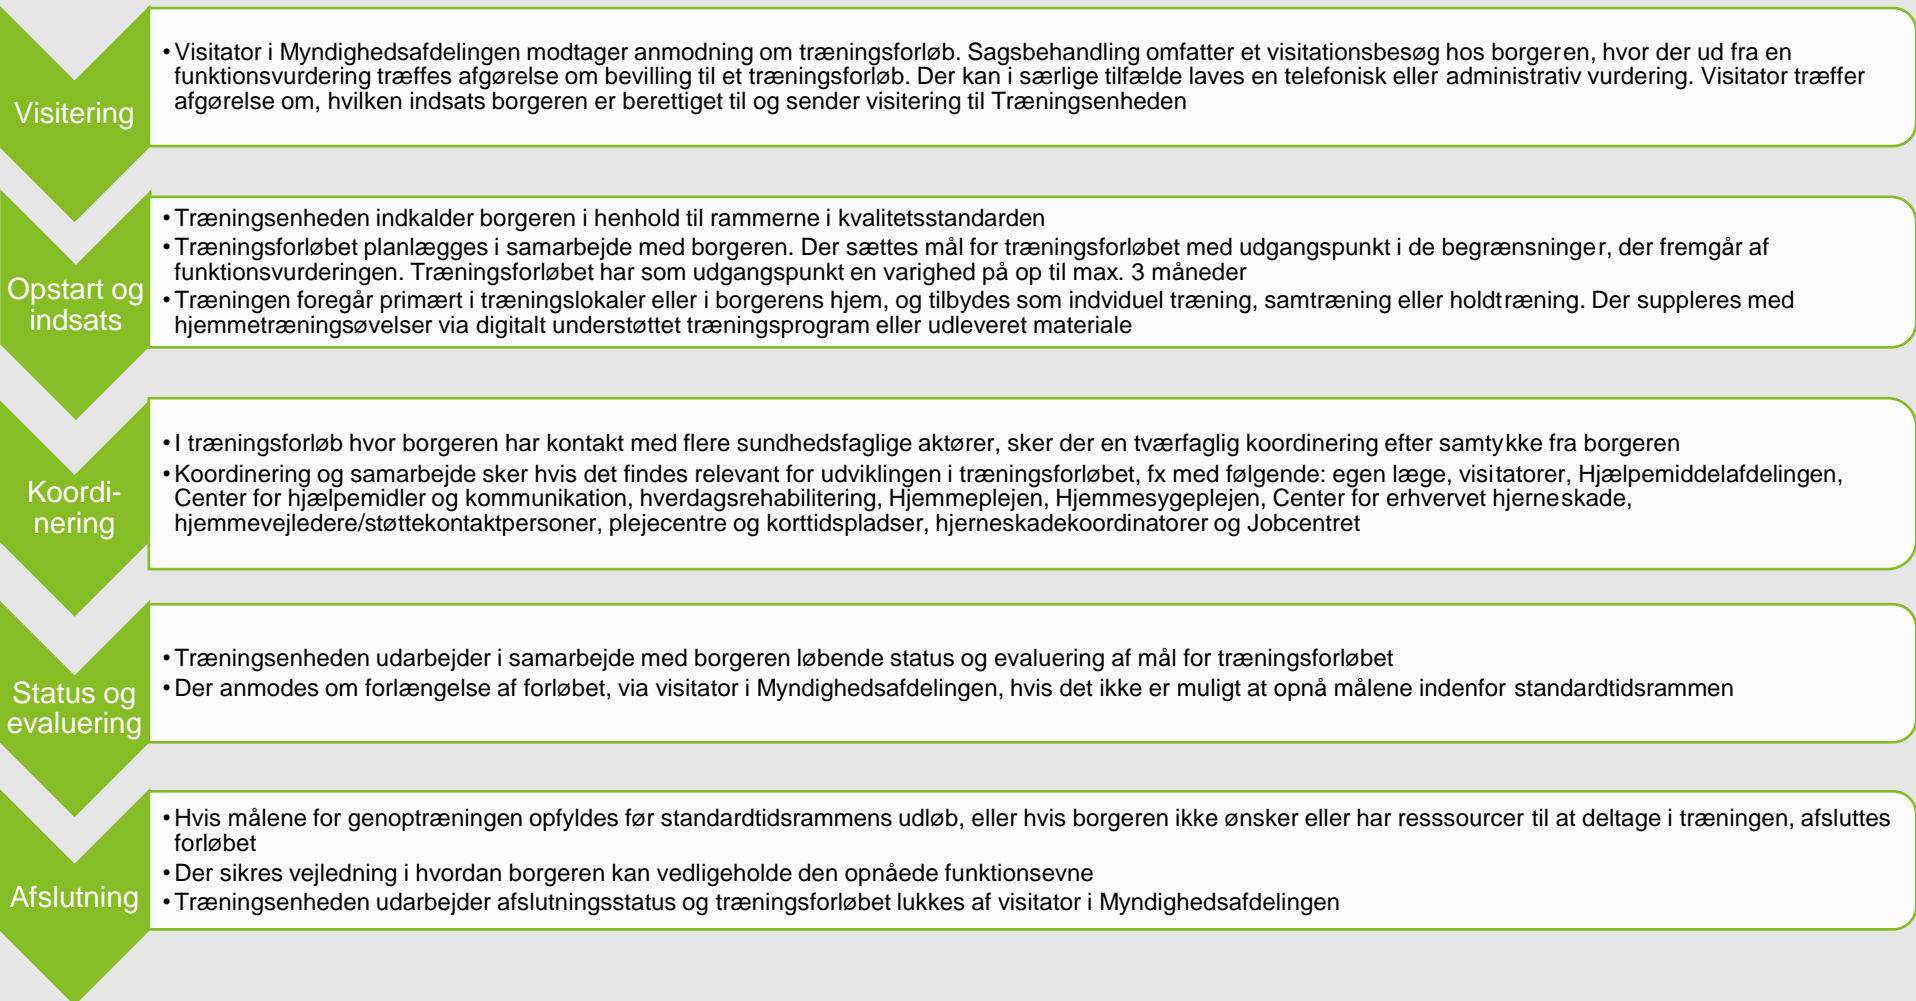 Visitering
• Visitator i Myndighedsafdelingen modtager anmodning om træningsforløb. Sagsbehandling omfatter et visitationsbesøg hos borgeren, hvor der ud fra en
funktionsvurdering træffes afgørelse om bevilling til et træningsforløb. Der kan i særlige tilfælde laves en telefonisk eller administrativ vurdering. Visitator træffer
afgørelse om, hvilken indsats borgeren er berettiget til og sender visitering til Træningsenheden
Opstart og
indsats
• Træningsenheden indkalder borgeren i henhold til rammerne i kvalitetsstandarden
• Træningsforløbet planlægges i samarbejde med borgeren. Der sættes mål for træningsforløbet med udgangspunkt i de begrænsninger, der fremgår af
funktionsvurderingen. Træningsforløbet har som udgangspunkt en varighed på op til max. 3 måneder
• Træningen foregår primært i træningslokaler eller i borgerens hjem, og tilbydes som indviduel træning, samtræning eller holdtræning. Der suppleres med
hjemmetræningsøvelser via digitalt understøttet træningsprogram eller udleveret materiale
Koordi-
nering
• I træningsforløb hvor borgeren har kontakt med flere sundhedsfaglige aktører, sker der en tværfaglig koordinering efter samtykke fra borgeren
• Koordinering og samarbejde sker hvis det findes relevant for udviklingen i træningsforløbet, fx med følgende: egen læge, visitatorer, Hjælpemiddelafdelingen,
Center for hjælpemidler og kommunikation, hverdagsrehabilitering, Hjemmeplejen, Hjemmesygeplejen, Center for erhvervet hjerneskade,
hjemmevejledere/støttekontaktpersoner, plejecentre og korttidspladser, hjerneskadekoordinatorer og Jobcentret
Status og
evaluering
• Træningsenheden udarbejder i samarbejde med borgeren løbende status og evaluering af mål for træningsforløbet
• Der anmodes om forlængelse af forløbet, via visitator i Myndighedsafdelingen, hvis det ikke er muligt at opnå målene indenfor standardtidsrammen
Afslutning
• Hvis målene for genoptræningen opfyldes før standardtidsrammens udløb, eller hvis borgeren ikke ønsker eller har resssourcer til at deltage i træningen, afsluttes
forløbet
• Der sikres vejledning i hvordan borgeren kan vedligeholde den opnåede funktionsevne
• Træningsenheden udarbejder afslutningsstatus og træningsforløbet lukkes af visitator i Myndighedsafdelingen